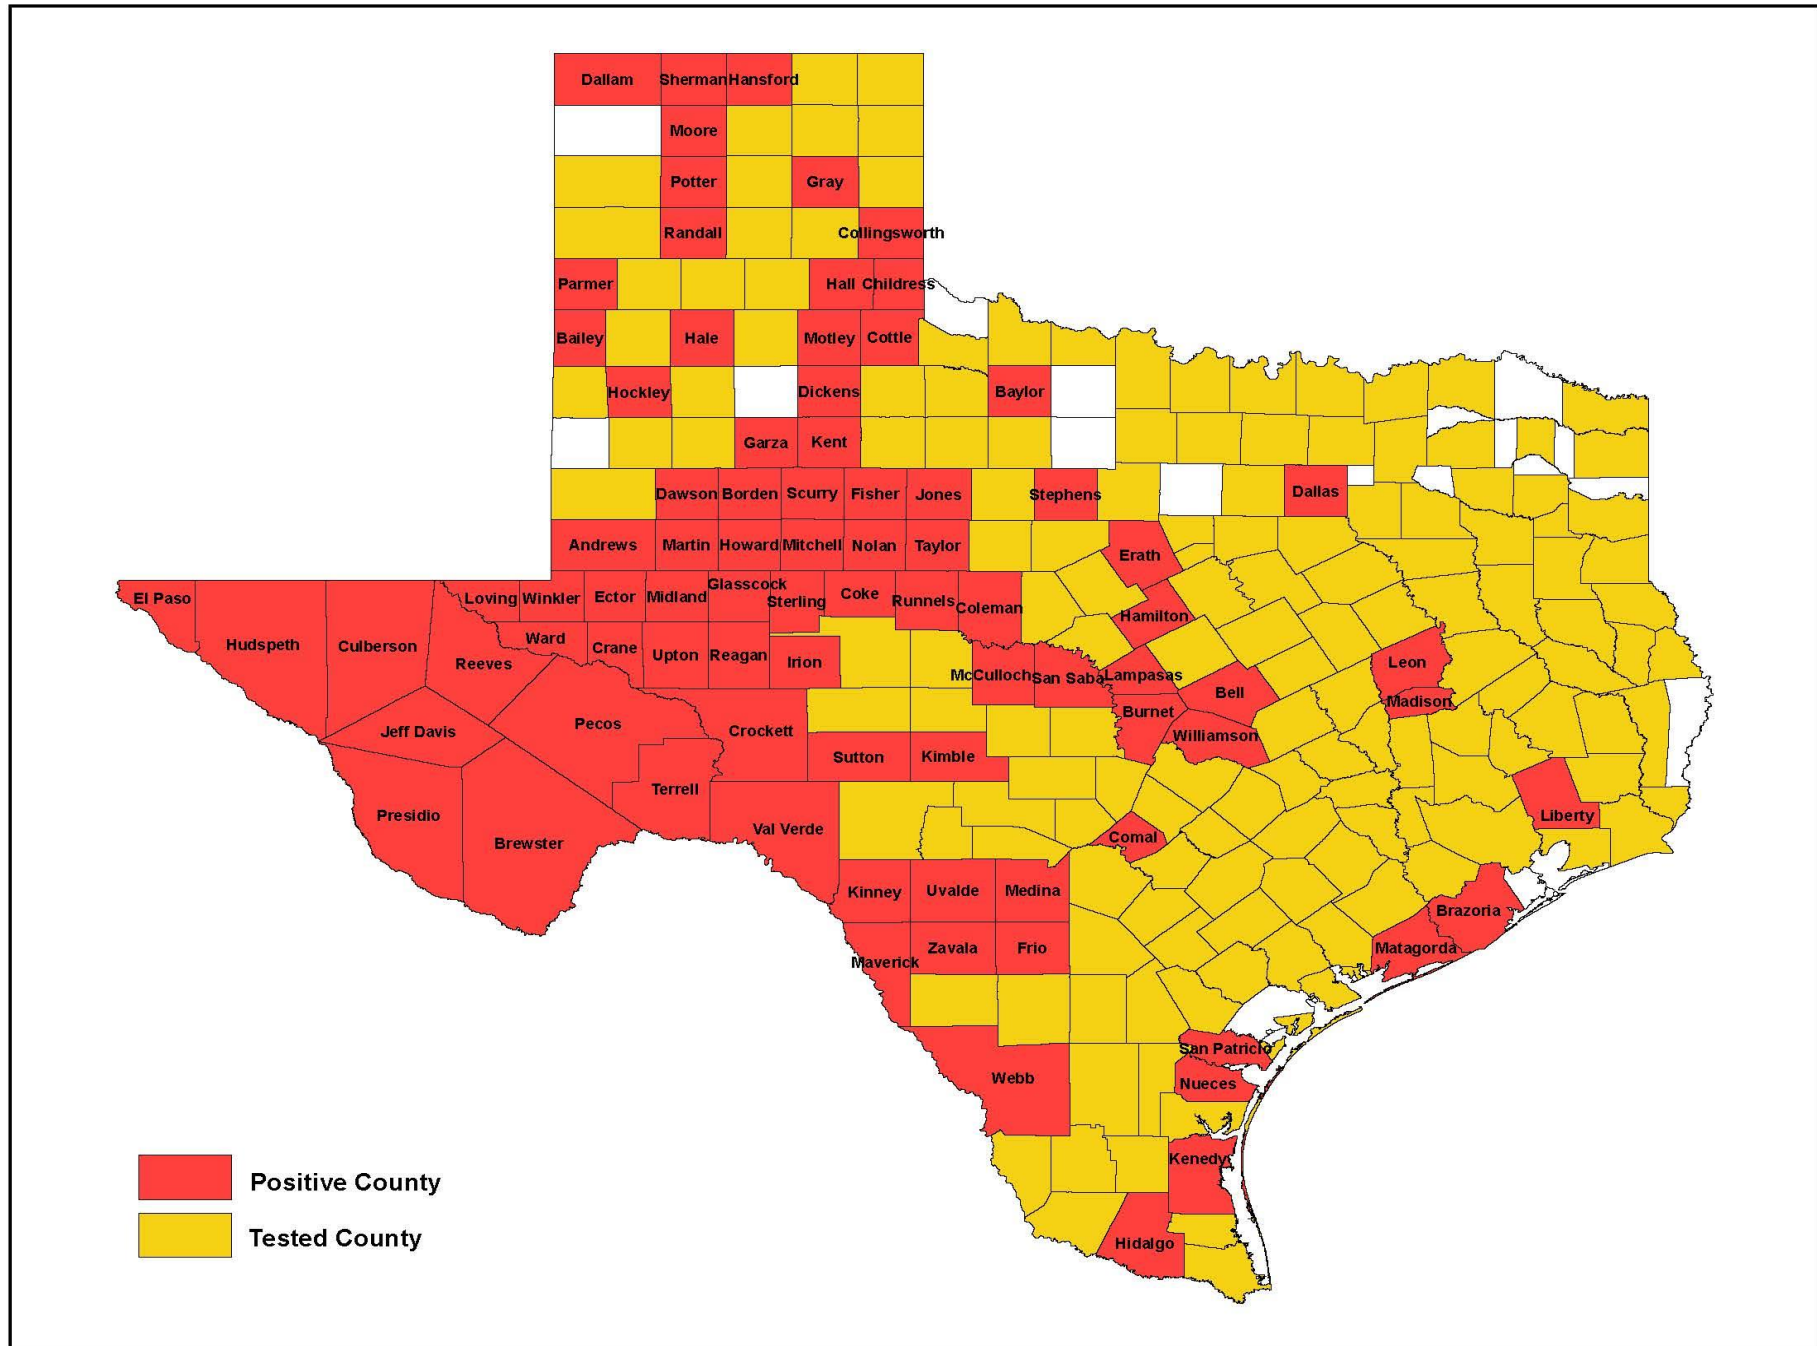 Dallam
Sherman
Hansford
Moore
Potter
Gray
Randall
Collingsworth
Parmer
Hall
Childress
Bailey
Hale
Motley
Cottle
Hockley
Dickens
Baylor
Garza
Kent
Dawson
Borden
Scurry
Fisher
Jones
Stephens
Dallas
Andrews
Martin
Howard
Mitchell
Nolan
Taylor
Erath
El Paso
Loving
Winkler
Ector
Midland
Glasscock
Sterling
Coke
Runnels
Coleman
Hamilton
Hudspeth
Culberson
Reeves
Ward
Crane
Upton
Reagan
Irion
McCulloch
San Saba
Lampasas
Bell
Leon
Madison
Jeff Davis
Pecos
Crockett
Burnet
Williamson
Sutton
Kimble
Terrell
Presidio
Brewster
Val Verde
Comal
Liberty
Kinney
Uvalde
Medina
Brazoria
Maverick
Zavala
Frio
Matagorda
Webb
San Patricio
Nueces
Kenedy
Hidalgo
Positive County
Tested County